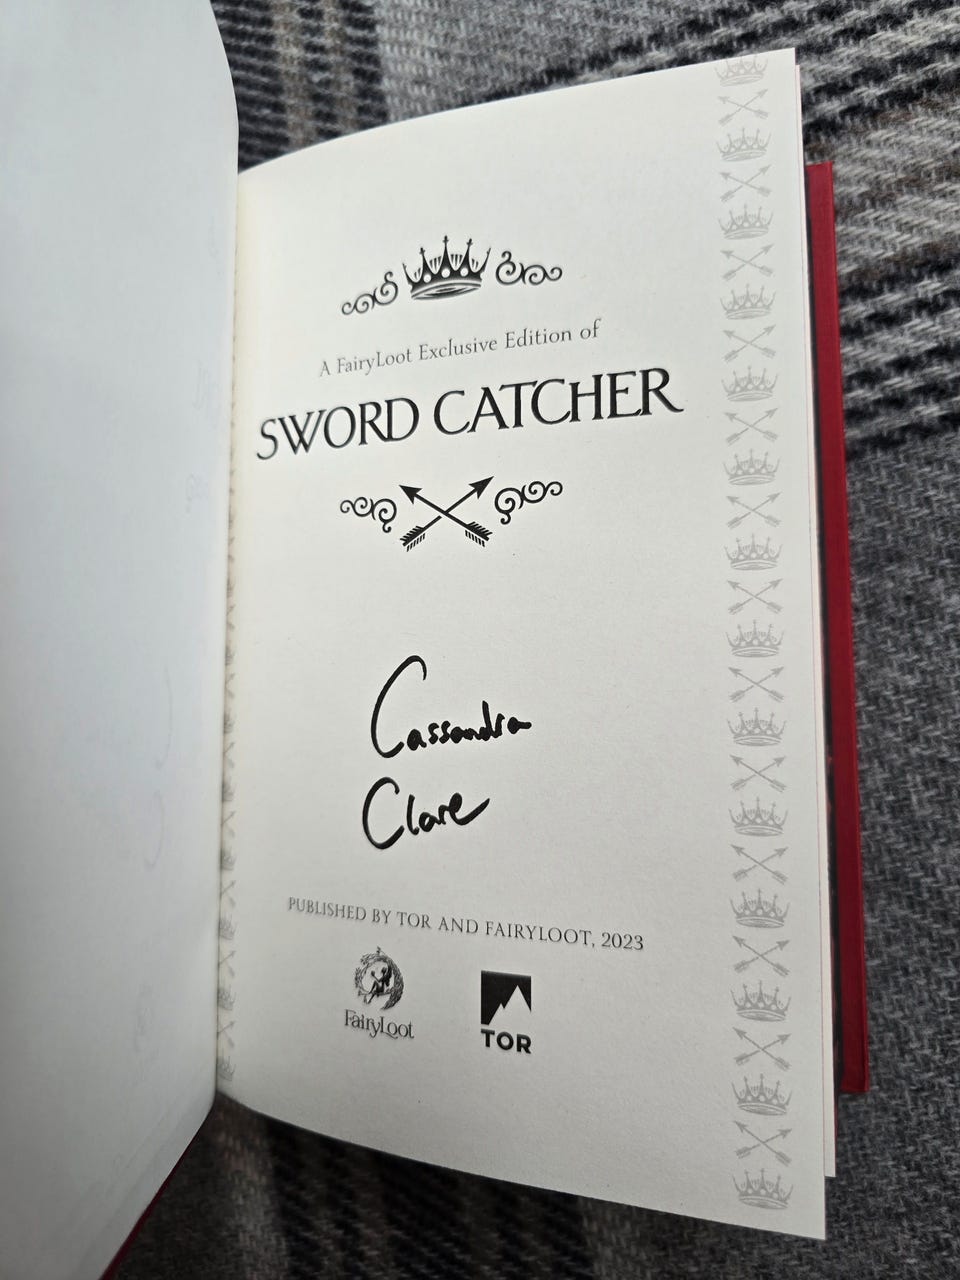 A FairyLoot Exclusive Edition of
SWORD CATCHER
Cassandra
Clare
PUBLISHED BY TOR AND FAIRYLOOT, 2023
FairyLoot
TOR